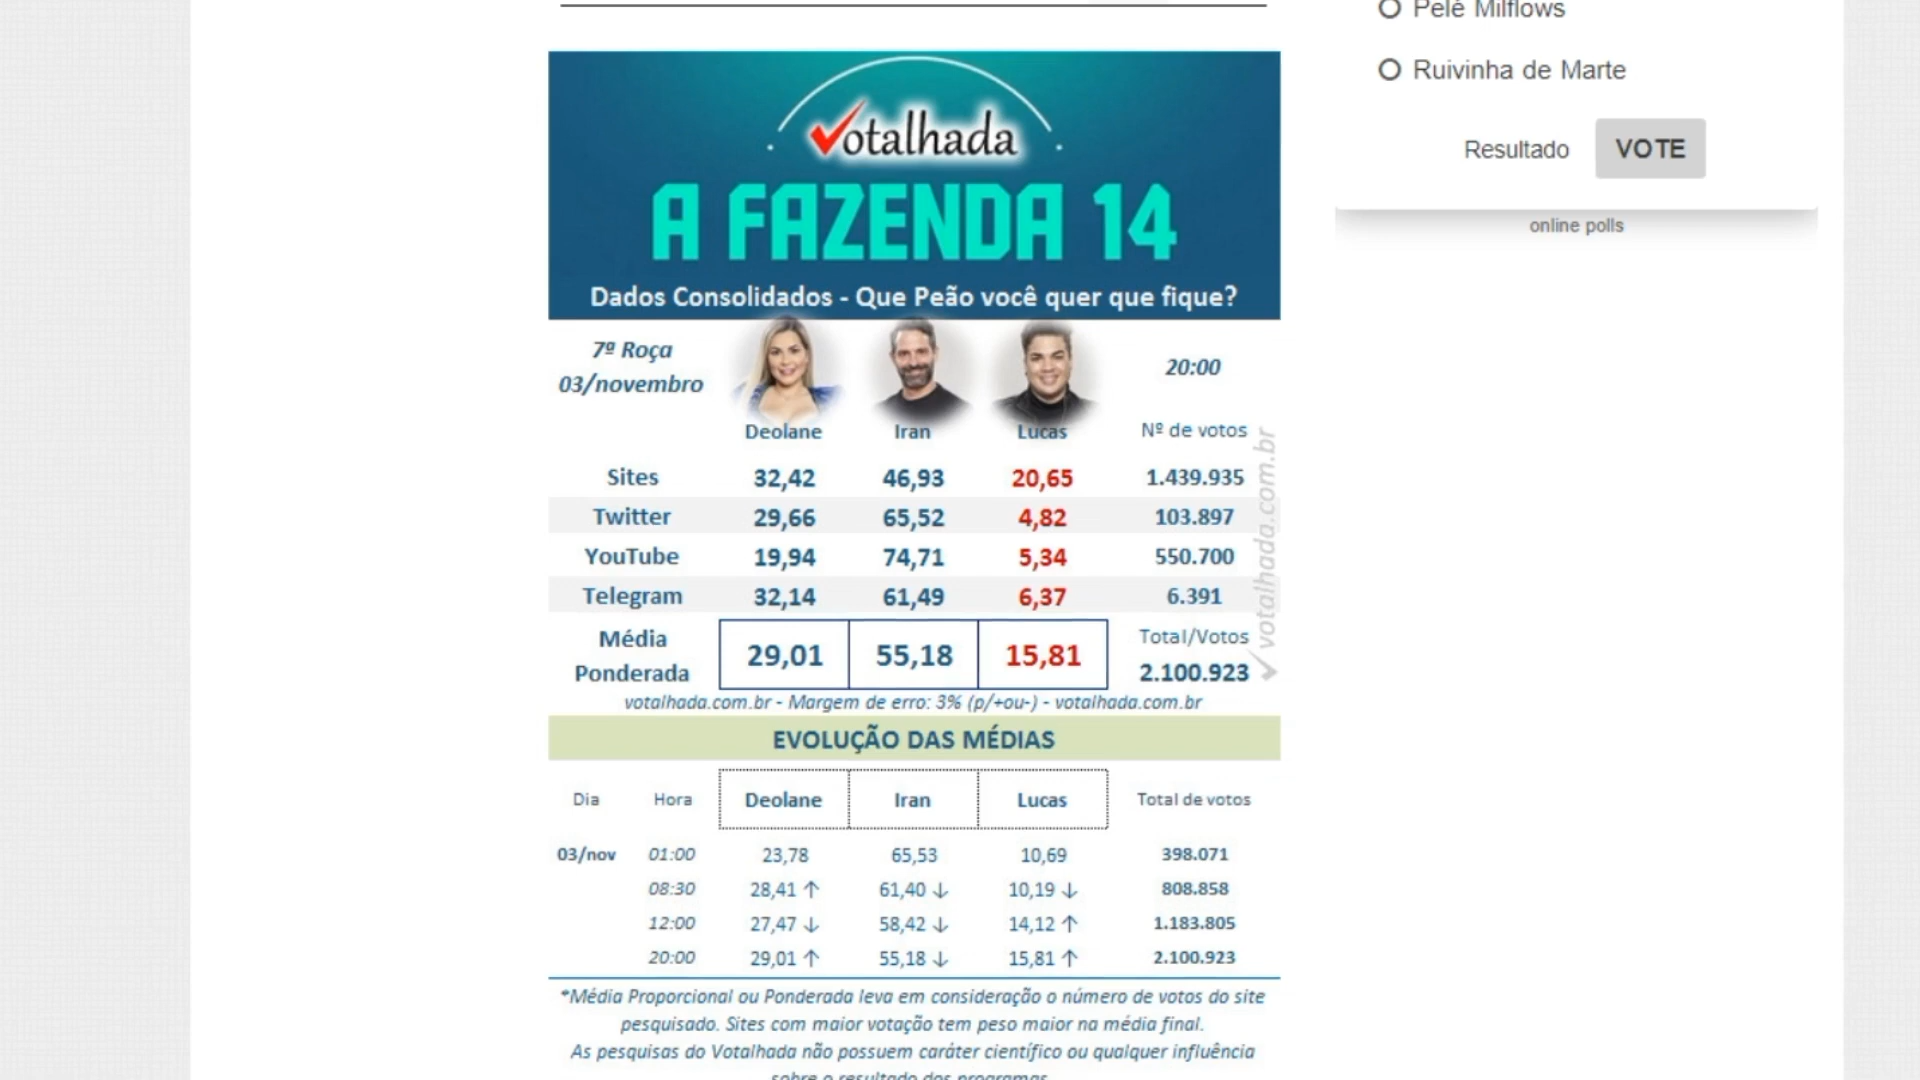 Pelé Milflows
Ruivinha de Marte
Resultado VOTE
online polls
Votalhada
A FAZENDA 14
Dados Consolidados - Que Peão você quer que fique?
7ª Roça
03/novembro
20:00
Deolane Iran Lucas Nº de votos
Sites 32,42 46,93 20,65 1.439.935
Twitter 29,66 65,52 4,82 103.897
YouTube 19,94 74,71 5,34 550.700
Telegram 32,14 61,49 6,37 6.391
Média Ponderada 29,01 55,18 15,81 Total/Votos 2.100.923
votalhada.com.br
votalhada.com.br - Margem de erro: 3% (p/+ou-) - votalhada.com.br
EVOLUÇÃO DAS MÉDIAS
Dia Hora Deolane Iran Lucas Total de votos
03/nov 01:00 23,78 65,53 10,69 398.071
08:30 28,41 ↑ 61,40 ↓ 10,19 ↓ 808.858
12:00 27,47 ↓ 58,42 ↓ 14,12 ↑ 1.183.805
20:00 29,01 ↑ 55,18 ↓ 15,81 ↑ 2.100.923
*Média Proporcional ou Ponderada leva em consideração o número de votos do site
pesquisado. Sites com maior votação tem peso maior na média final.
As pesquisas do Votalhada não possuem caráter científico ou qualquer influência
sobre o resultado dos programas.